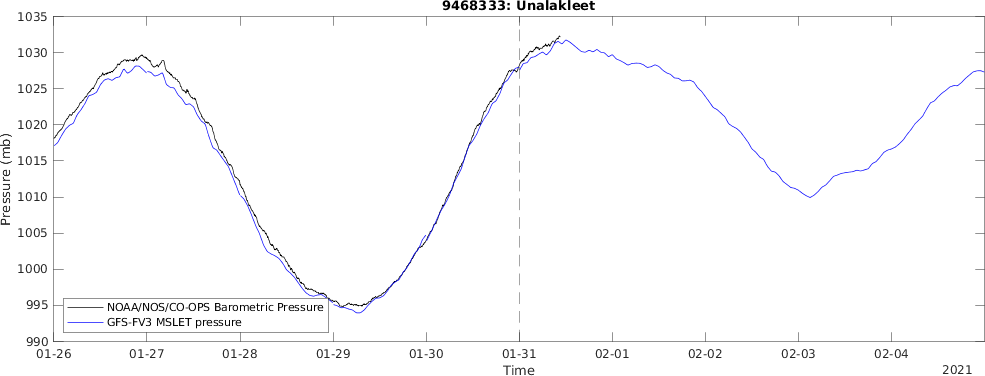 9468333: Unalakleet
1035
1030
1025
1020
1015
1010
1005
1000
995
990
Pressure (mb)
NOAA/NOS/CO-OPS Barometric Pressure
GFS-FV3 MSLET pressure
01-26 01-27 01-28 01-29 01-30 01-31 02-01 02-02 02-03 02-04
Time
2021